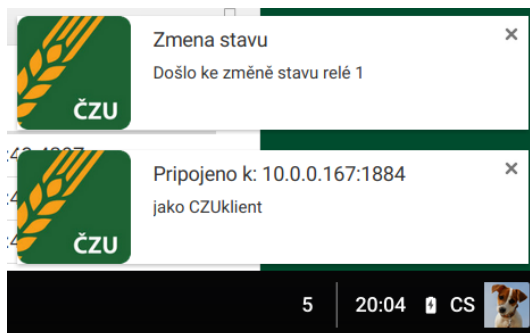 Zmena stavu
Došlo ke změně stavu relé 1
ČZU
Pripojeno k: 10.0.0.167:1884
jako CZUklient
ČZU
5 20:04 CS